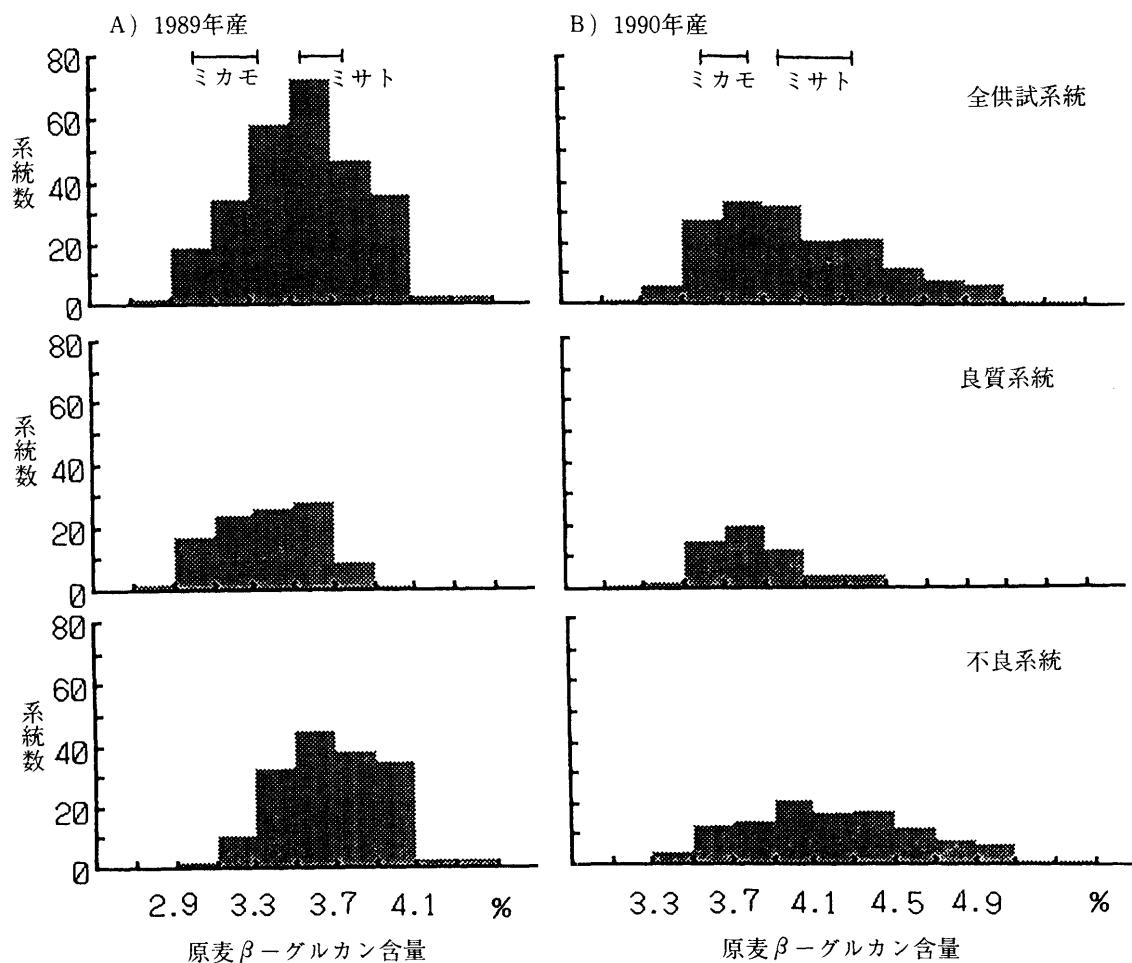 A) 1989年産
B) 1990年産
80
60
40
20
0
系統数
ミカモ
ミサト
ミカモ
ミサト
全供試系統
80
60
40
20
0
系統数
良質系統
80
60
40
20
0
系統数
不良系統
2.9 3.3 3.7 4.1 %
3.3 3.7 4.1 4.5 4.9 %
原麦β−グルカン含量
原麦β−グルカン含量